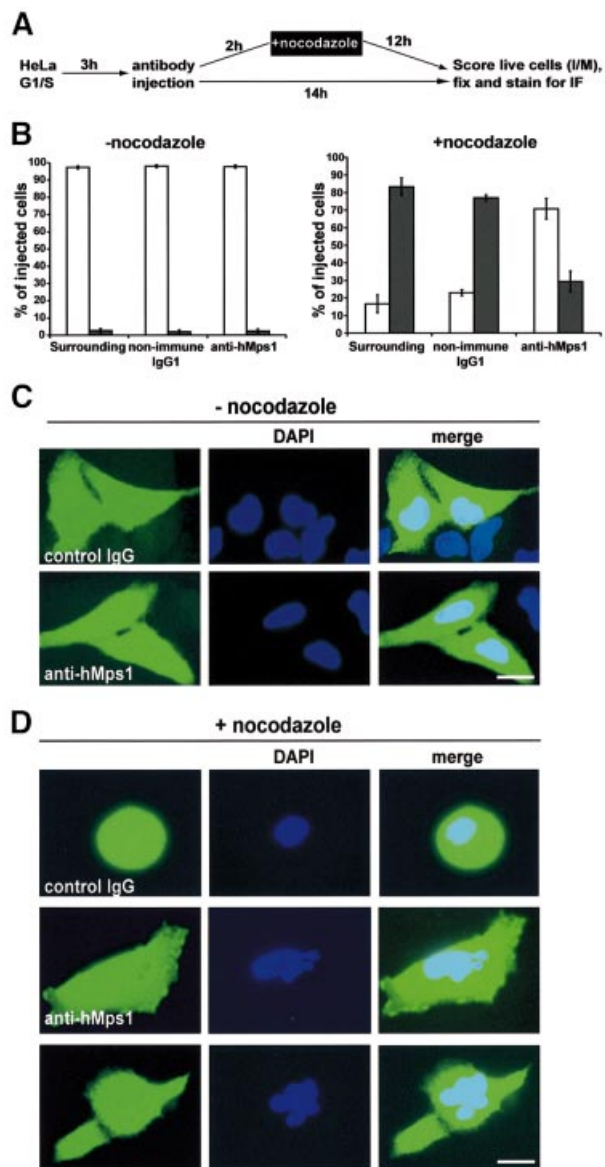 A
HeLa G1/S
3h
antibody injection
2h
+nocodazole
12h
14h
Score live cells (I/M), fix and stain for IF
B
-nocodazole
% of injected cells
100
90
80
70
60
50
40
30
20
10
0
Surrounding non-immune IgG1 anti-hMps1
+nocodazole
% of injected cells
100
90
80
70
60
50
40
30
20
10
0
Surrounding non-immune IgG1 anti-hMps1
C
- nocodazole
DAPI merge
control IgG
anti-hMps1
D
+ nocodazole
DAPI merge
control IgG
anti-hMps1